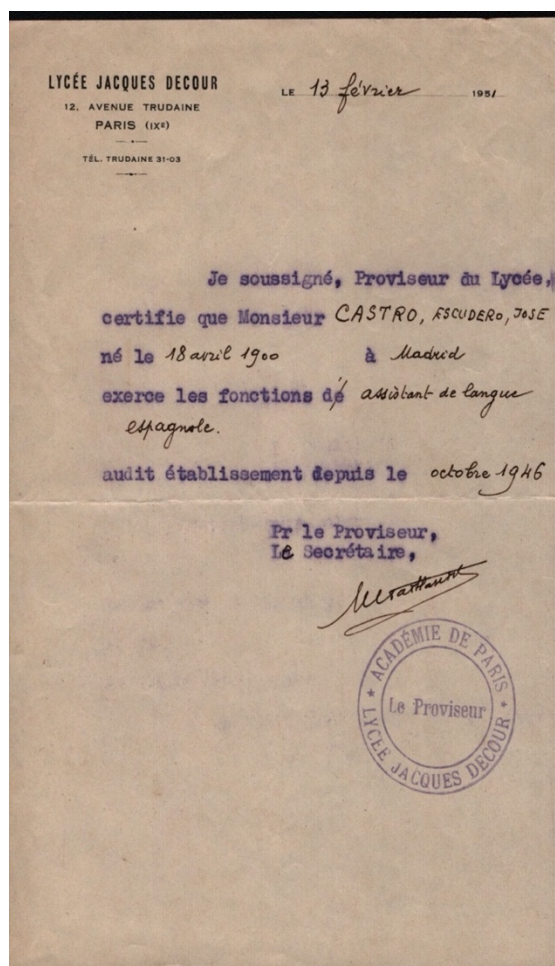 LYCÉE JACQUES DECOUR
12, AVENUE TRUDAINE
PARIS (IXᵉ)
TÉL. TRUDAINE 31-03
LE 13 février 1951
Je soussigné, Proviseur du Lycée,
certifie que Monsieur CASTRO, ESCUDERO, JOSE
né le 18 avril 1900 à Madrid
exerce les fonctions de assistant de langue
espagnole.
audit établissement depuis le octobre 1946
Pr le Proviseur,
Le Secrétaire,
ACADÉMIE DE PARIS
Le Proviseur
LYCÉE JACQUES DECOUR